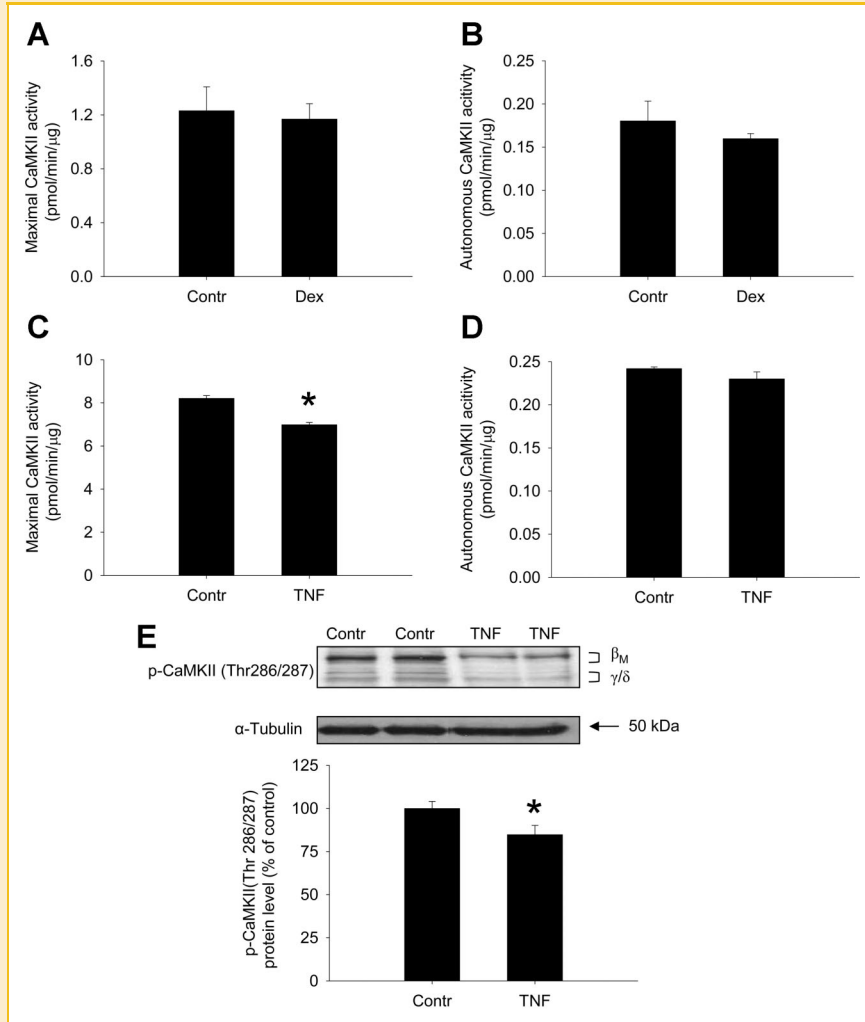 A
Maximal CaMKII activity
(pmol/min/µg)
1.6
1.2
0.8
0.4
0.0
Contr Dex
B
Autonomous CaMKII acitivity
(pmol/min/µg)
0.25
0.20
0.15
0.10
0.05
0.00
Contr Dex
C
Maximal CaMKII activity
(pmol/min/µg)
10
8
6
4
2
0
*
Contr TNF
D
Autonomous CaMKII acitivity
(pmol/min/µg)
0.25
0.20
0.15
0.10
0.05
0.00
Contr TNF
E
Contr Contr TNF TNF
p-CaMKII (Thr286/287)
βM
γ/δ
α-Tubulin
50 kDa
p-CaMKII(Thr 286/287)
protein level (% of control)
125
100
75
50
25
0
*
Contr TNF